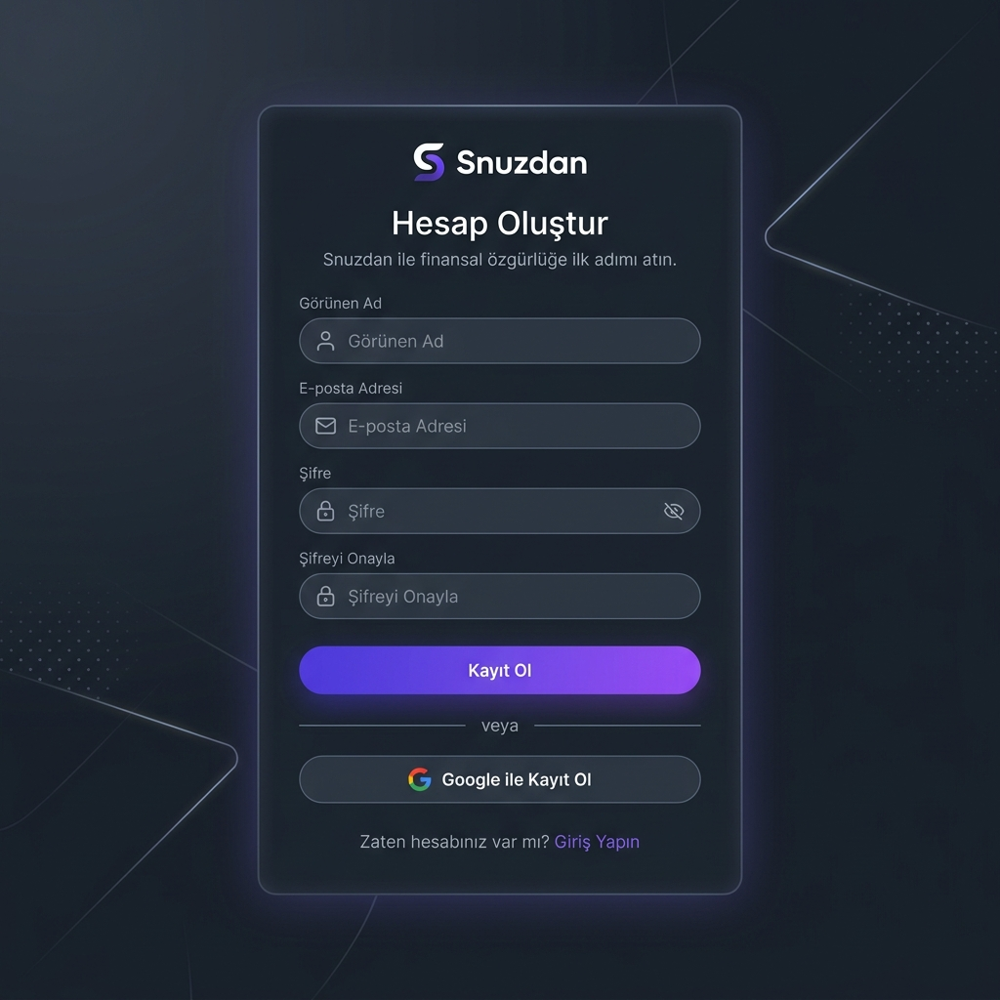 Snuzdan
Hesap Oluştur
Snuzdan ile finansal özgürlüğe ilk adımı atın.
Görünen Ad
Görünen Ad
E-posta Adresi
E-posta Adresi
Şifre
Şifre
Şifreyi Onayla
Şifreyi Onayla
Kayıt Ol
veya
Google ile Kayıt Ol
Zaten hesabınız var mı? Giriş Yapın